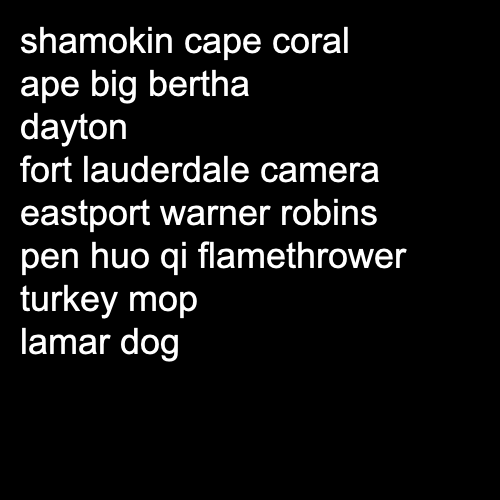 shamokin cape coral
ape big bertha
dayton
fort lauderdale camera
eastport warner robins
pen huo qi flamethrower
turkey mop
lamar dog